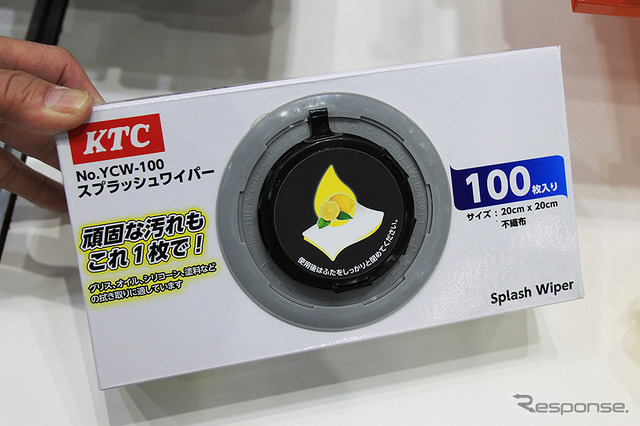 KTC
No.YCW-100
スプラッシュワイパー
頑固な汚れも
これ1枚で!
グリス、オイル、シリコーン、塗料など
の拭き取りに適しています
使用後はふたをしっかりと閉めてください。
100枚入り
サイズ:20cm x 20cm
不織布
Splash Wiper
Response.